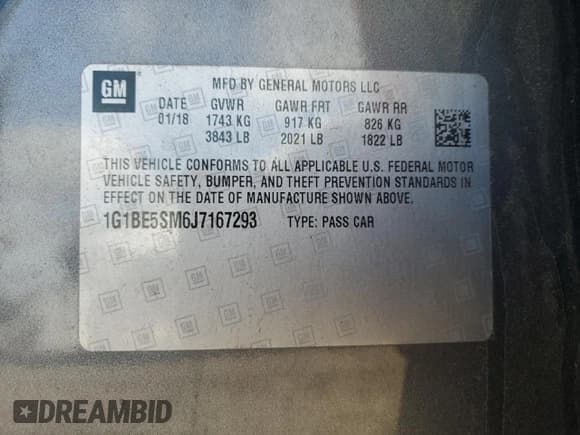 GM
MFD BY GENERAL MOTORS LLC
DATE GVWR GAWR FRT GAWR RR
01/18 1743 KG 917 KG 826 KG
3843 LB 2021 LB 1822 LB
THIS VEHICLE CONFORMS TO ALL APPLICABLE U.S. FEDERAL MOTOR
VEHICLE SAFETY, BUMPER, AND THEFT PREVENTION STANDARDS IN
EFFECT ON THE DATE OF MANUFACTURE SHOWN ABOVE.
1G1BE5SM6J7167293 TYPE: PASS CAR
DREAMBID